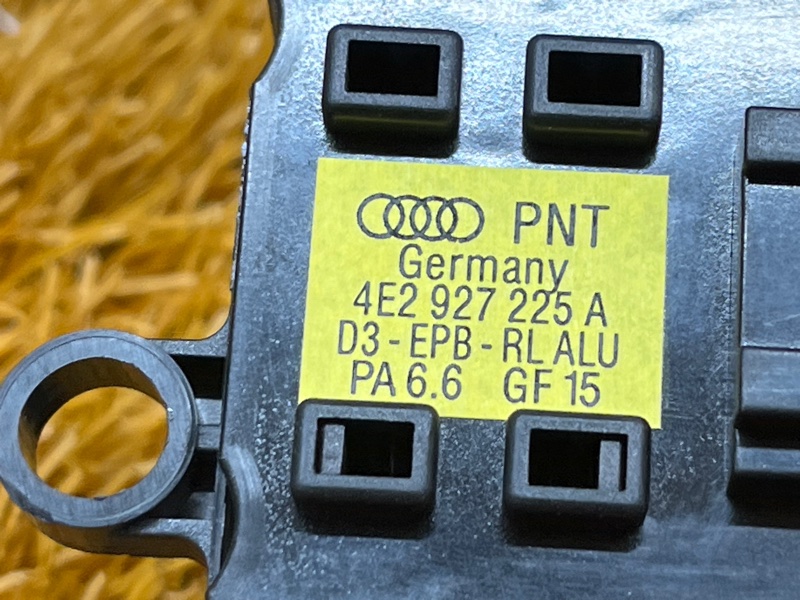 PNT
Germany
4E2 927 225 A
D3-EPB-RL ALU
PA 6.6 GF 15